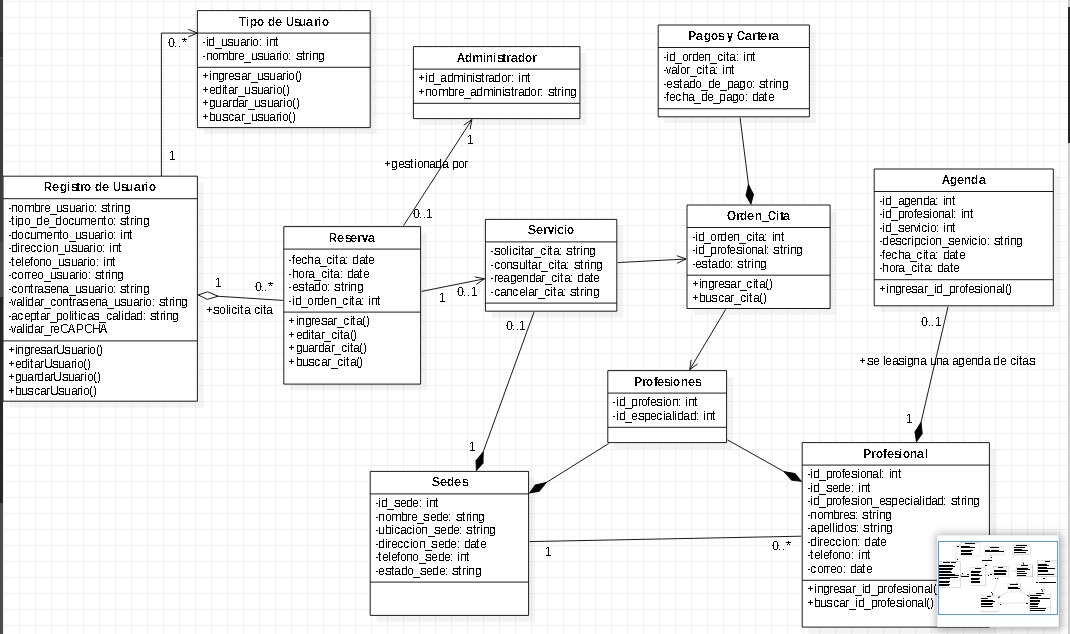 Tipo de Usuario
-id_usuario: int
-nombre_usuario: string
+ingresar_usuario()
+editar_usuario()
+guardar_usuario()
+buscar_usuario()
0..*
1
Administrador
+id_administrador: int
+nombre_administrador: string
1
+gestionada por
0..1
Pagos y Cartera
-id_orden_cita: int
-valor_cita: int
-estado_de_pago: string
-fecha_de_pago: date
Registro de Usuario
-nombre_usuario: string
-tipo_de_documento: string
-documento_usuario: int
-direccion_usuario: int
-telefono_usuario: int
-correo_usuario: string
-contrasena_usuario: string
-validar_contrasena_usuario: string
-aceptar_politicas_calidad: string
-validar_reCAPCHA
+ingresarUsuario()
+editarUsuario()
+guardarUsuario()
+buscarUsuario()
1
0..*
+solicita cita
Reserva
-fecha_cita: date
-hora_cita: date
-estado: string
-id_orden_cita: int
+ingresar_cita()
+editar_cita()
+guardar_cita()
+buscar_cita()
1
0..1
Servicio
-solicitar_cita: string
-consultar_cita: string
-reagendar_cita: date
-cancelar_cita: string
0..1
1
Orden_Cita
-id_orden_cita: int
-id_profesional: string
-estado: string
+ingresar_cita()
+buscar_cita()
Agenda
-id_agenda: int
-id_profesional: int
-id_servicio: int
-descripcion_servicio: string
-fecha_cita: date
-hora_cita: date
+ingresar_id_profesional()
0..1
+se leasigna una agenda de citas
1
Profesiones
-id_profesion: int
-id_especialidad: int
Sedes
-id_sede: int
-nombre_sede: string
-ubicación_sede: string
-direccion_sede: date
-telefono_sede: int
-estado_sede: string
1
0..*
Profesional
-id_profesional: int
-id_sede: int
-id_profesion_especialidad: string
-nombres: string
-apellidos: string
-direccion: date
-telefono: int
-correo: date
+ingresar_id_profesional(
+buscar_id_profesional()